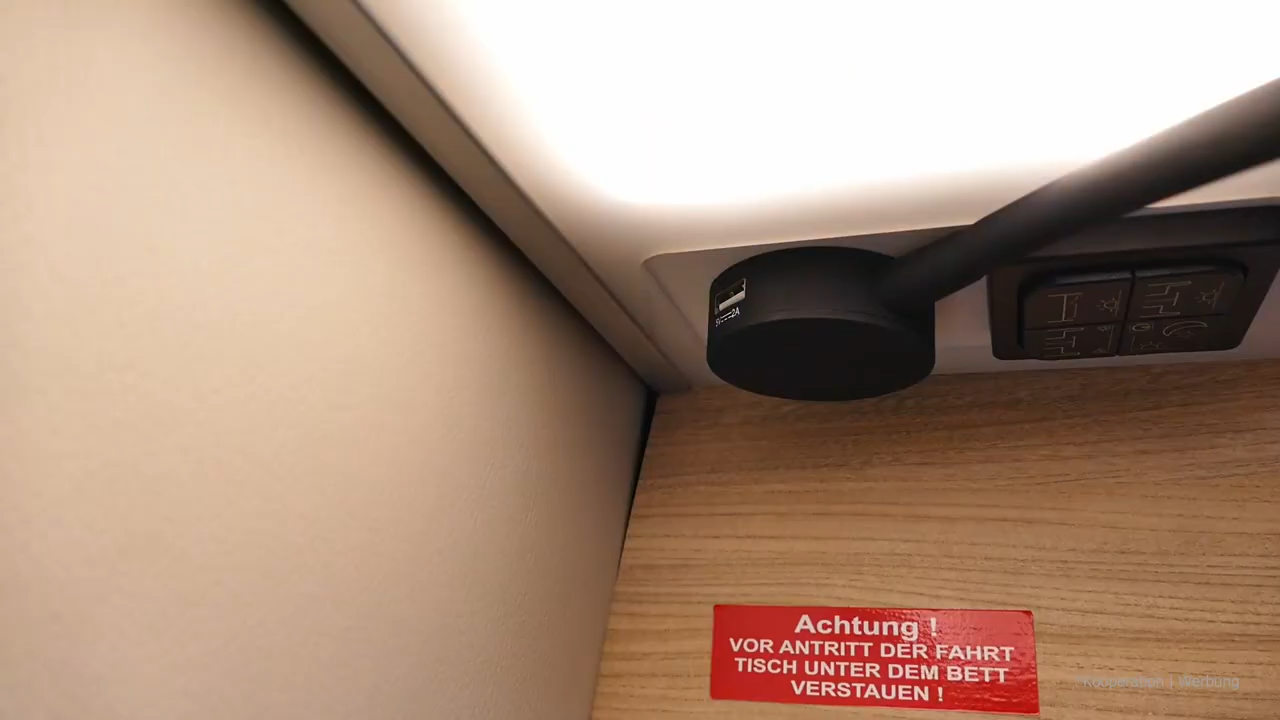 5V⎓2A
Achtung !
VOR ANTRITT DER FAHRT
TISCH UNTER DEM BETT
VERSTAUEN !
*Kooperation | Werbung